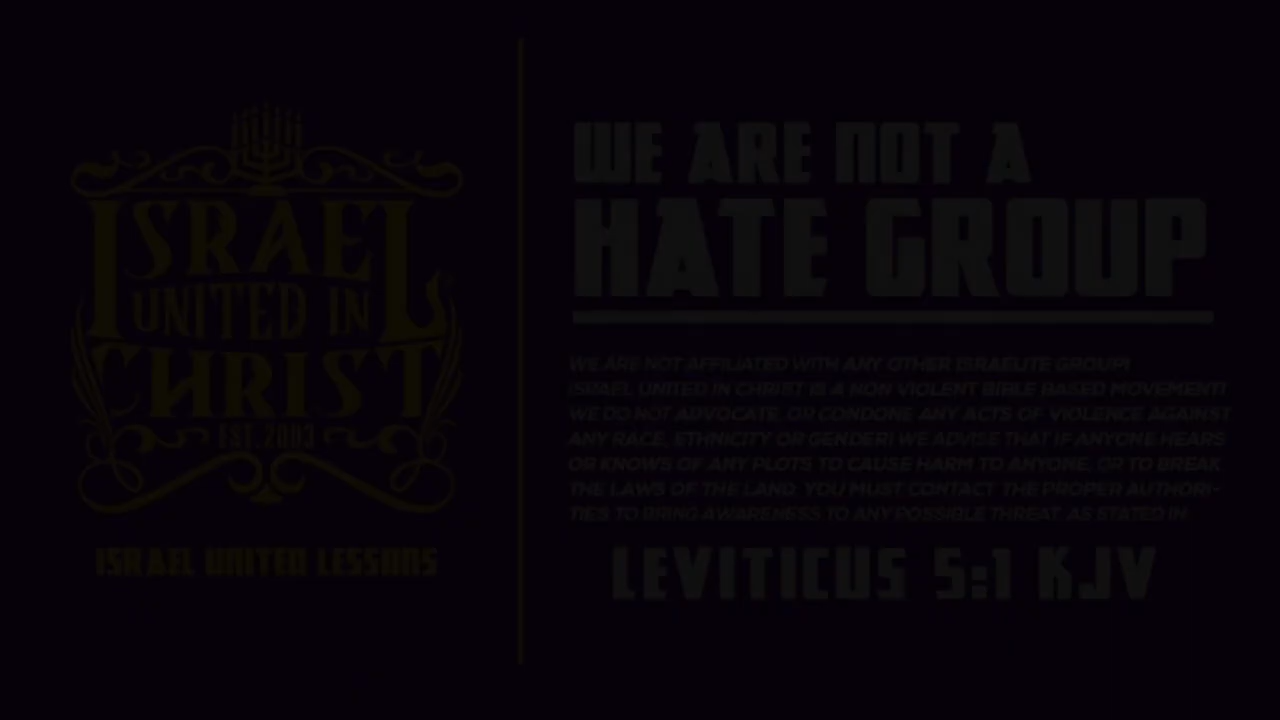 ISRAEL
UNITED IN
CHRIST
EST. 2003
ISRAEL UNITED LESSONS
WE ARE NOT A
HATE GROUP
WE ARE NOT AFFILIATED WITH ANY OTHER ISRAELITE GROUP!
ISRAEL UNITED IN CHRIST IS A NON VIOLENT BIBLE BASED MOVEMENT!
WE DO NOT ADVOCATE, OR CONDONE ANY ACTS OF VIOLENCE AGAINST
ANY RACE, ETHNICITY OR GENDER! WE ADVISE THAT IF ANYONE HEARS
OR KNOWS OF ANY PLOTS TO CAUSE HARM TO ANYONE, OR TO BREAK
THE LAWS OF THE LAND. YOU MUST CONTACT THE PROPER AUTHORI-
TIES TO BRING AWARENESS TO ANY POSSIBLE THREAT AS STATED IN:
LEVITICUS 5:1 KJV